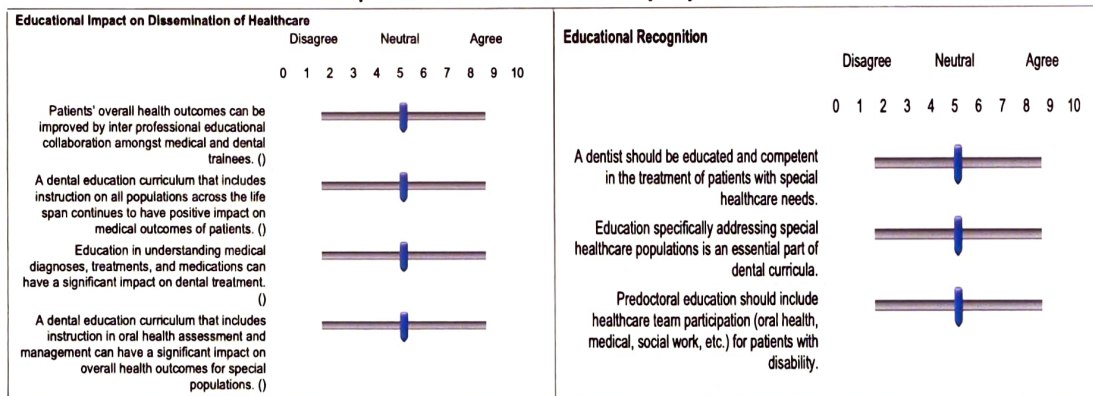 Educational Impact on Dissemination of Healthcare
Disagree Neutral Agree
0 1 2 3 4 5 6 7 8 9 10
Patients' overall health outcomes can be
improved by inter professional educational
collaboration amongst medical and dental
trainees. ()
A dental education curriculum that includes
instruction on all populations across the life
span continues to have positive impact on
medical outcomes of patients. ()
Education in understanding medical
diagnoses, treatments, and medications can
have a significant impact on dental treatment.
()
A dental education curriculum that includes
instruction in oral health assessment and
management can have a significant impact on
overall health outcomes for special
populations. ()
Educational Recognition
Disagree Neutral Agree
0 1 2 3 4 5 6 7 8 9 10
A dentist should be educated and competent
in the treatment of patients with special
healthcare needs.
Education specifically addressing special
healthcare populations is an essential part of
dental curricula.
Predoctoral education should include
healthcare team participation (oral health,
medical, social work, etc.) for patients with
disability.